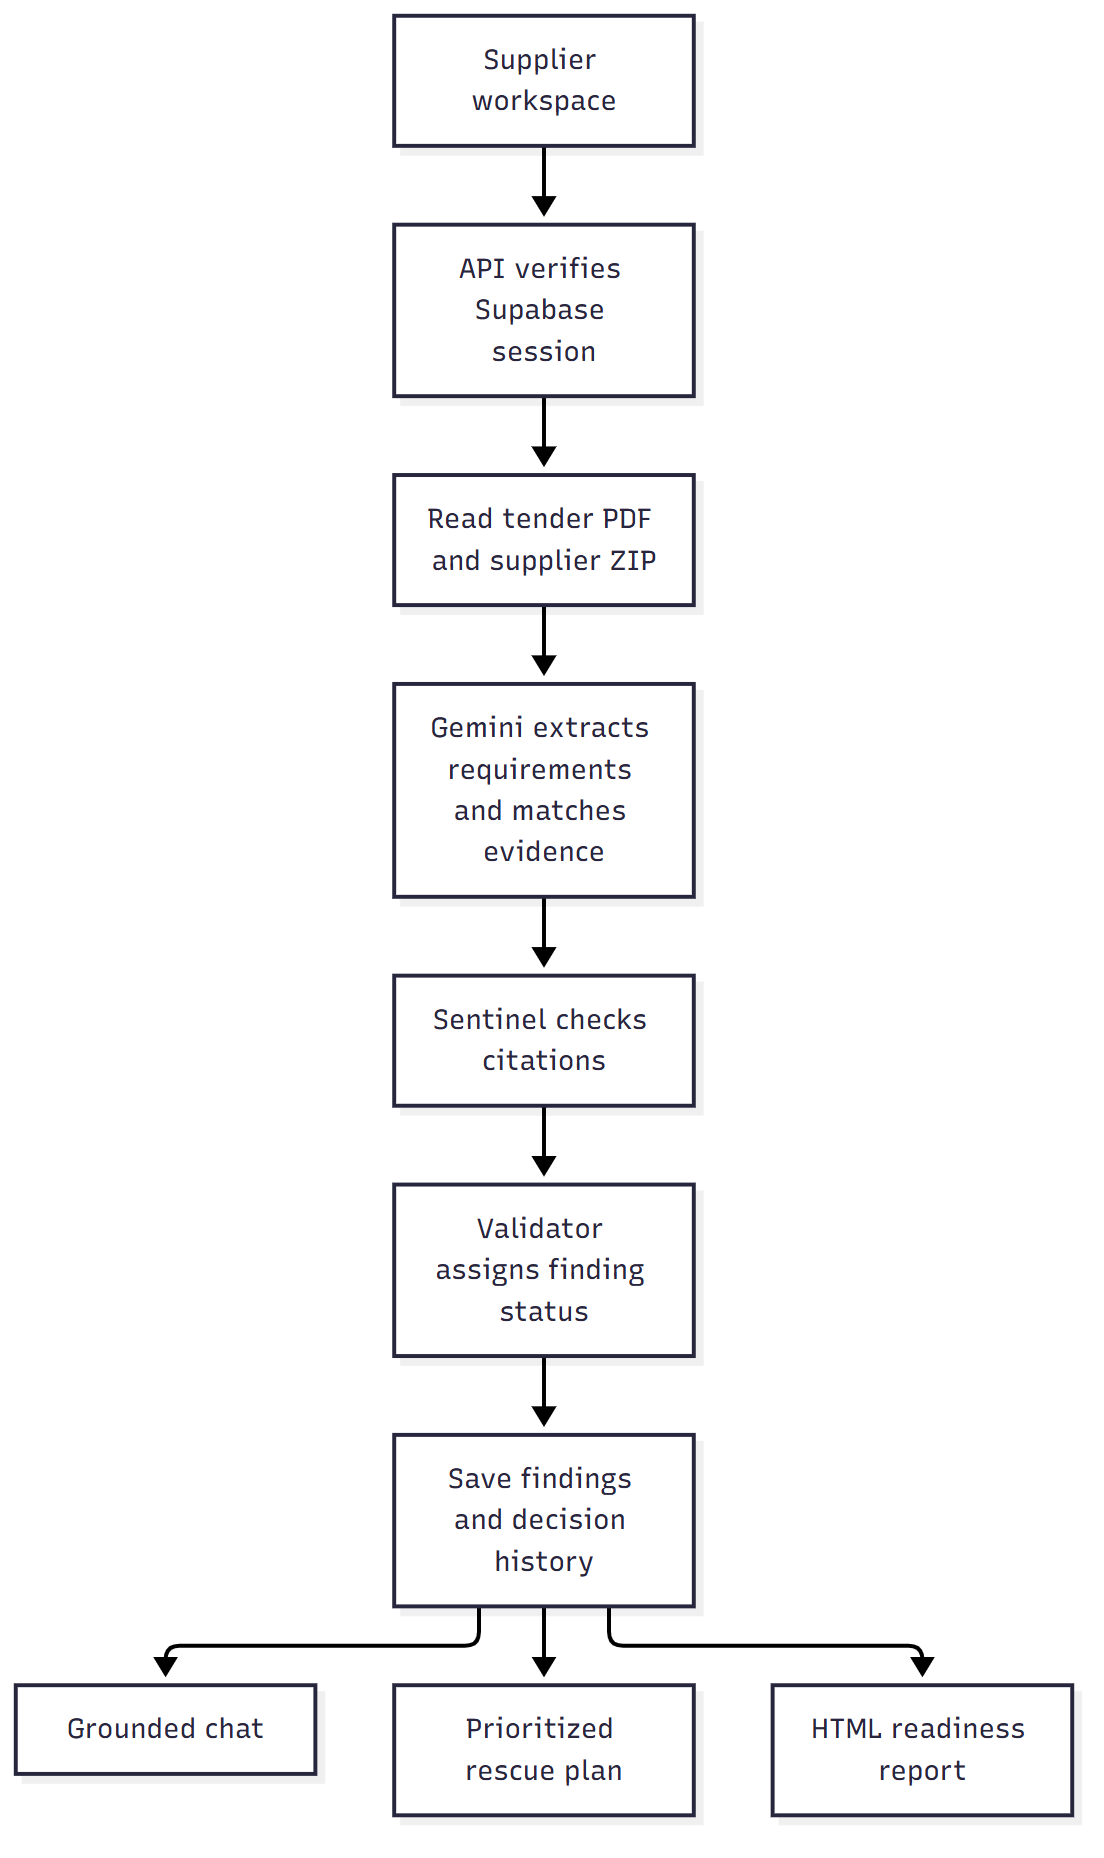 Supplier
workspace
API verifies
Supabase
session
Read tender PDF
and supplier ZIP
Gemini extracts
requirements
and matches
evidence
Sentinel checks
citations
Validator
assigns finding
status
Save findings
and decision
history
Grounded chat
Prioritized
rescue plan
HTML readiness
report